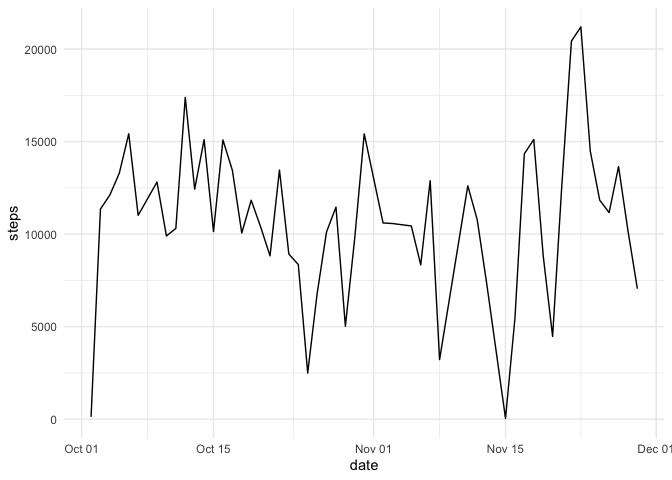 20000
15000
10000
5000
0
steps
Oct 01
Oct 15
Nov 01
Nov 15
Dec 01
date